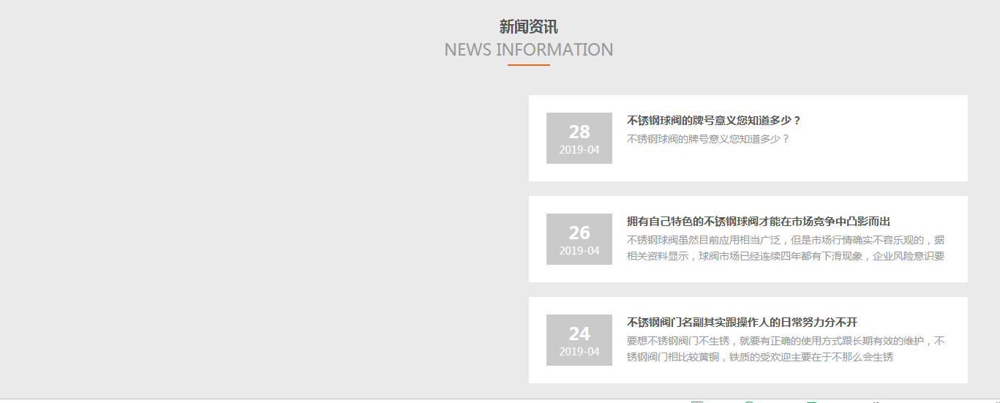 新闻资讯
NEWS INFORMATION
28
2019-04
不锈钢球阀的牌号意义您知道多少？
不锈钢球阀的牌号意义您知道多少？
26
2019-04
拥有自己特色的不锈钢球阀才能在市场竞争中凸影而出
不锈钢球阀虽然目前应用相当广泛，但是市场行情确实不容乐观的，据
相关资料显示，球阀市场已经连续四年都有下滑现象，企业风险意识要
24
2019-04
不锈钢阀门名副其实跟操作人的日常努力分不开
要想不锈钢阀门不生锈，就要有正确的使用方式跟长期有效的维护，不
锈钢阀门相比较黄铜，铁质的受欢迎主要在于不那么会生锈